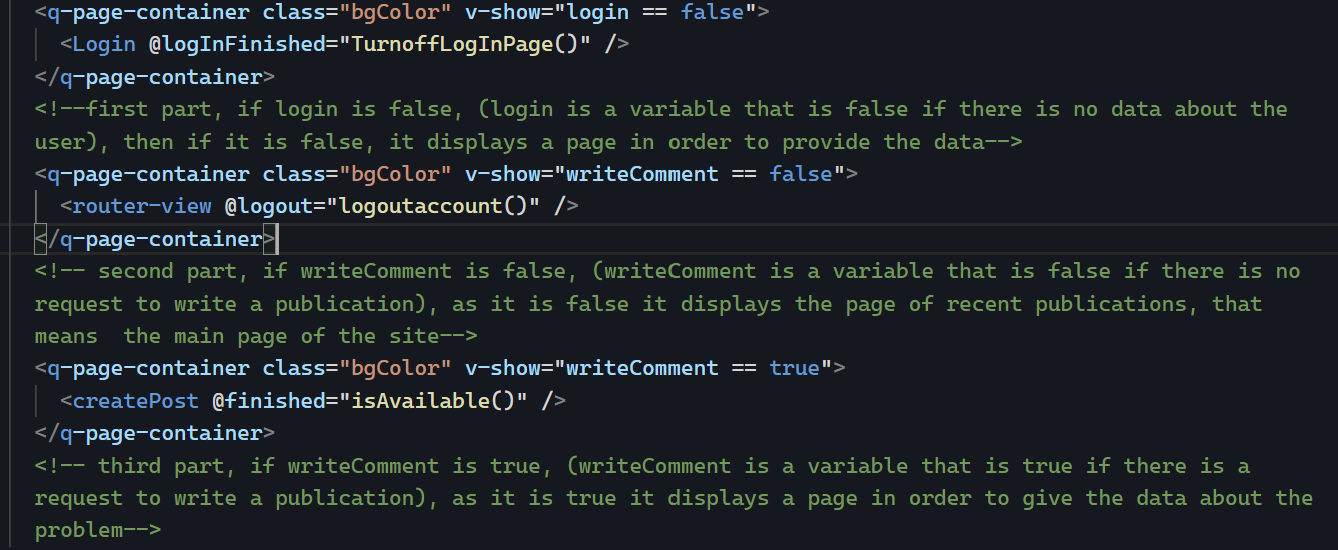 <q-page-container class="bgColor" v-show="login == false">
<Login @logInFinished="TurnoffLogInPage()" />
</q-page-container>
<!--first part, if login is false, (login is a variable that is false if there is no data about the
user), then if it is false, it displays a page in order to provide the data-->
<q-page-container class="bgColor" v-show="writeComment == false">
<router-view @logout="logoutaccount()" />
</q-page-container>
<!-- second part, if writeComment is false, (writeComment is a variable that is false if there is no
request to write a publication), as it is false it displays the page of recent publications, that
means  the main page of the site-->
<q-page-container class="bgColor" v-show="writeComment == true">
<createPost @finished="isAvailable()" />
</q-page-container>
<!-- third part, if writeComment is true, (writeComment is a variable that is true if there is a
request to write a publication), as it is true it displays a page in order to give the data about the
problem-->